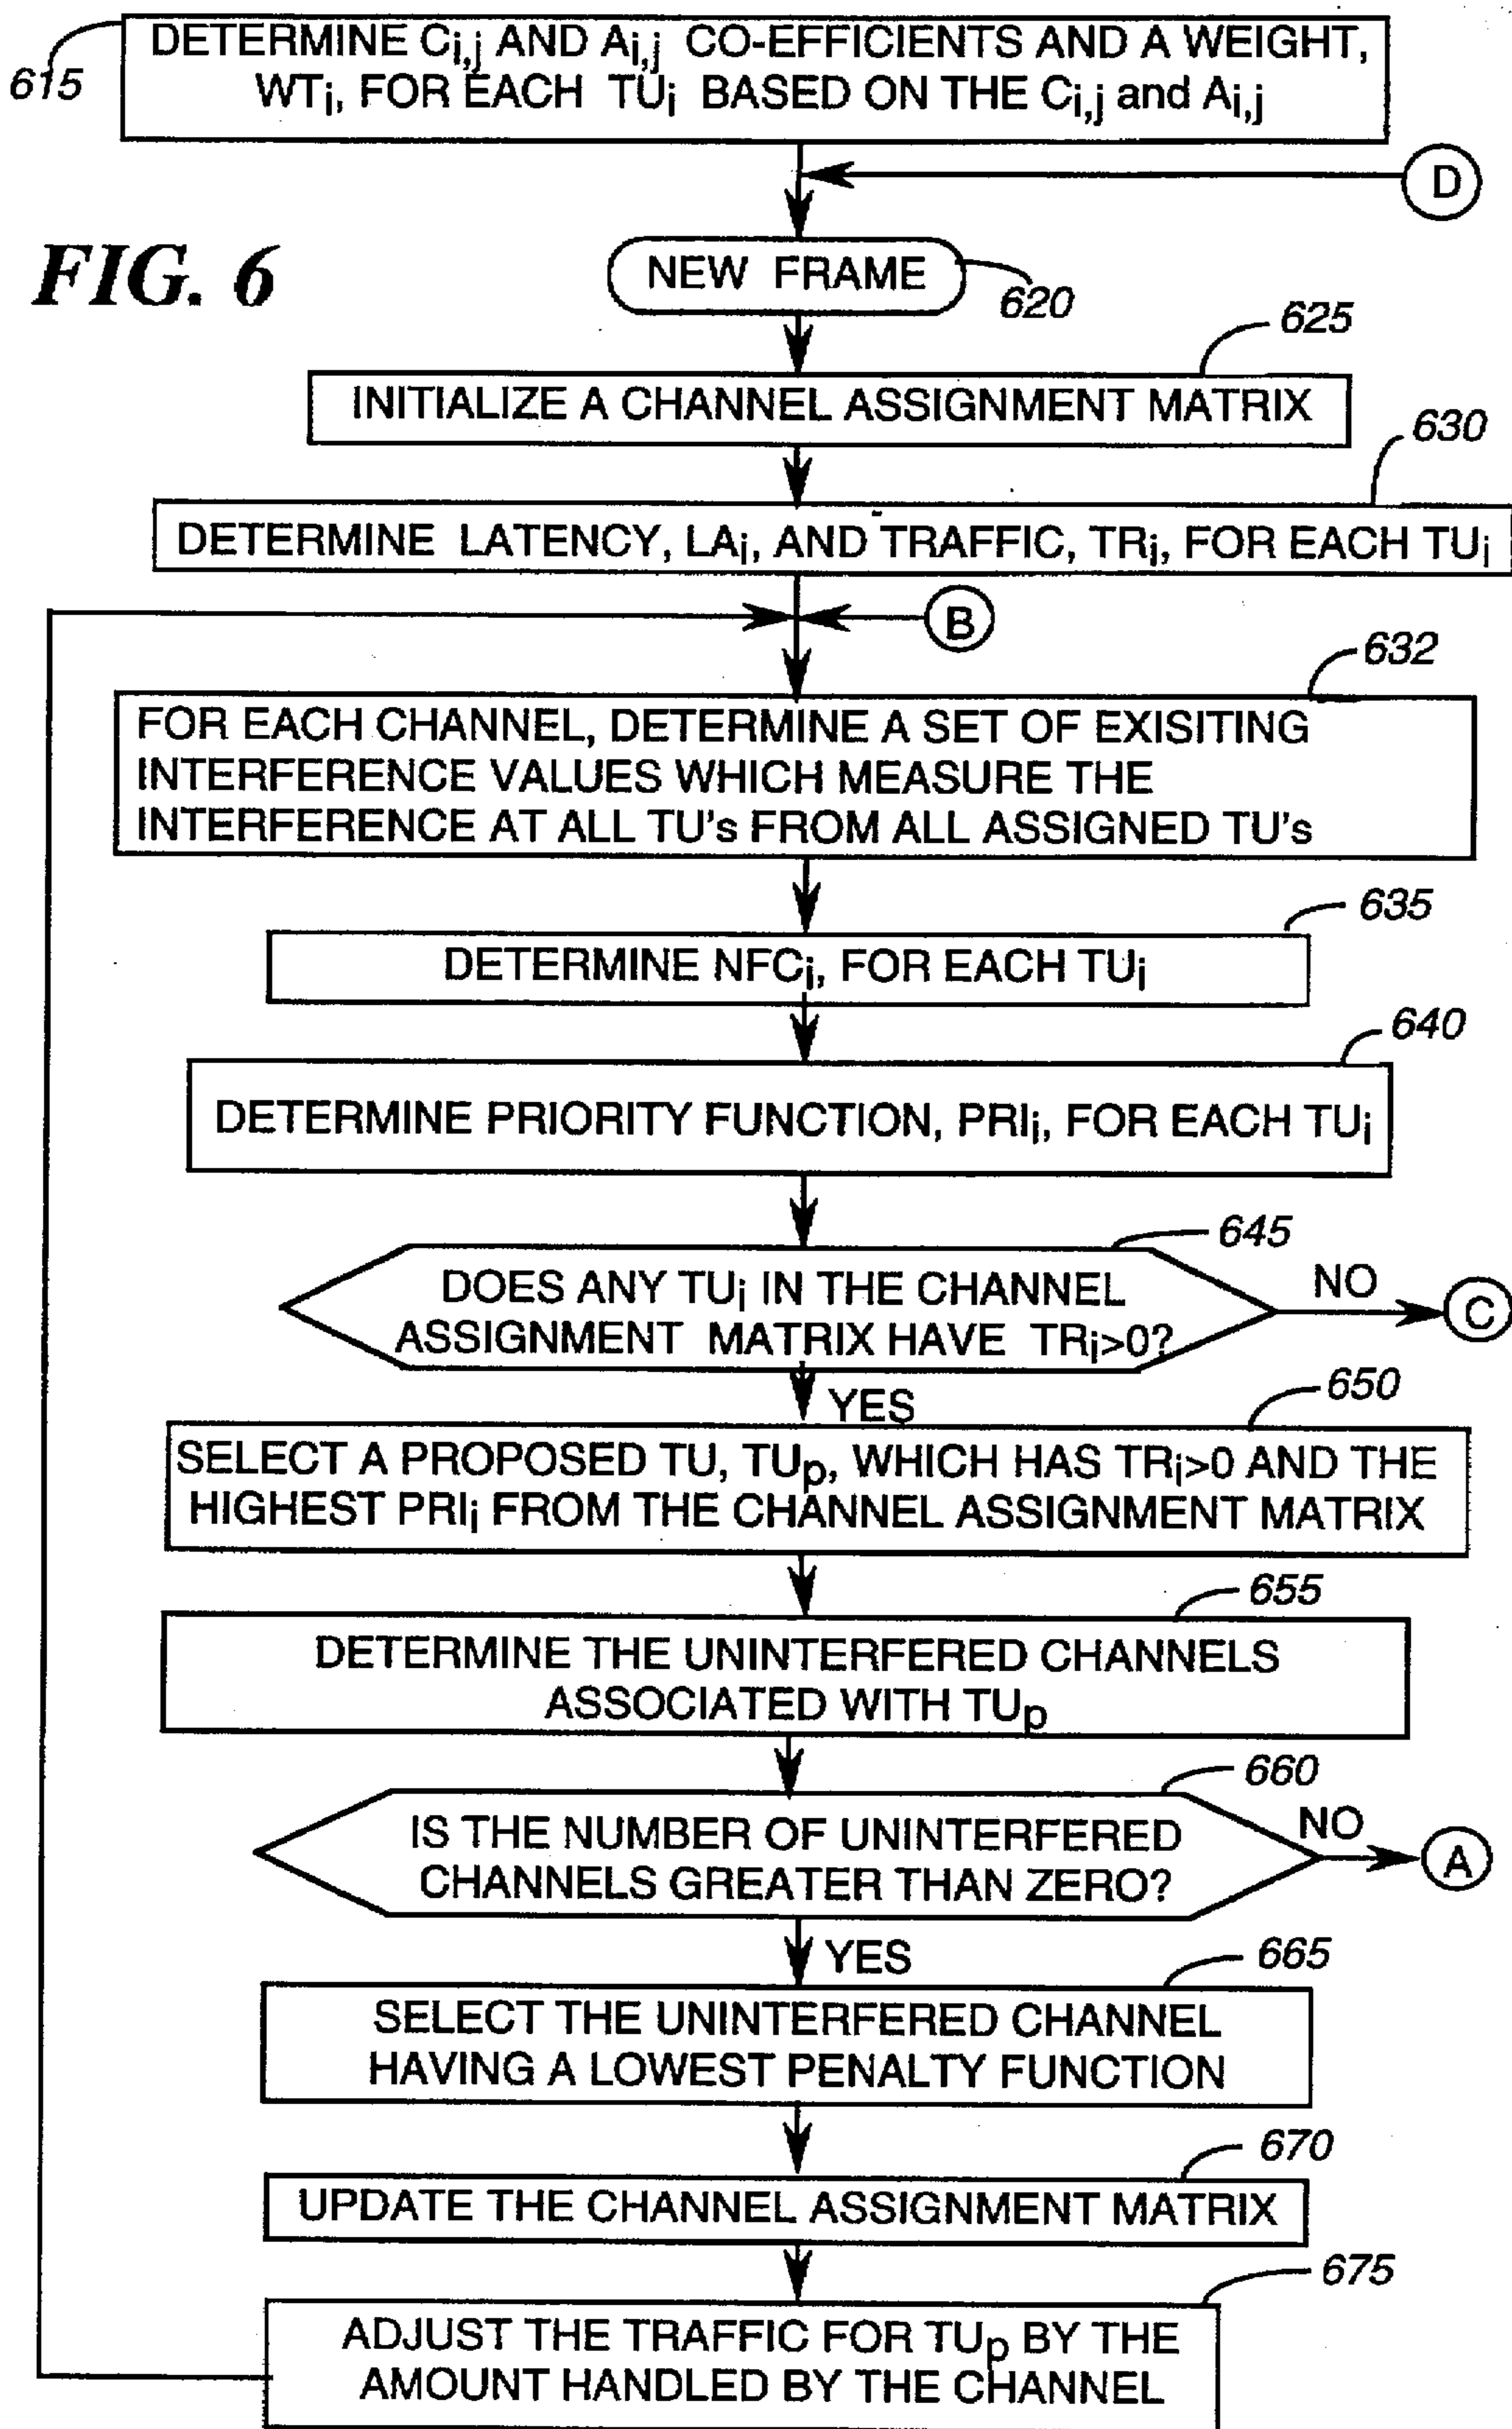 615
DETERMINE Ci,j AND Ai,j CO-EFFICIENTS AND A WEIGHT,
WTi, FOR EACH TUi BASED ON THE Ci,j and Ai,j
D
FIG. 6
NEW FRAME
620
625
INITIALIZE A CHANNEL ASSIGNMENT MATRIX
630
DETERMINE LATENCY, LAi, AND TRAFFIC, TRi, FOR EACH TUi
B
632
FOR EACH CHANNEL, DETERMINE A SET OF EXISITING
INTERFERENCE VALUES WHICH MEASURE THE
INTERFERENCE AT ALL TU's FROM ALL ASSIGNED TU's
635
DETERMINE NFCi, FOR EACH TUi
640
DETERMINE PRIORITY FUNCTION, PRIi, FOR EACH TUi
645
DOES ANY TUi IN THE CHANNEL
ASSIGNMENT MATRIX HAVE TRi>0?
NO
C
YES
650
SELECT A PROPOSED TU, TUp, WHICH HAS TRi>0 AND THE
HIGHEST PRIi FROM THE CHANNEL ASSIGNMENT MATRIX
655
DETERMINE THE UNINTERFERED CHANNELS
ASSOCIATED WITH TUp
660
IS THE NUMBER OF UNINTERFERED
CHANNELS GREATER THAN ZERO?
NO
A
YES
665
SELECT THE UNINTERFERED CHANNEL
HAVING A LOWEST PENALTY FUNCTION
670
UPDATE THE CHANNEL ASSIGNMENT MATRIX
675
ADJUST THE TRAFFIC FOR TUp BY THE
AMOUNT HANDLED BY THE CHANNEL